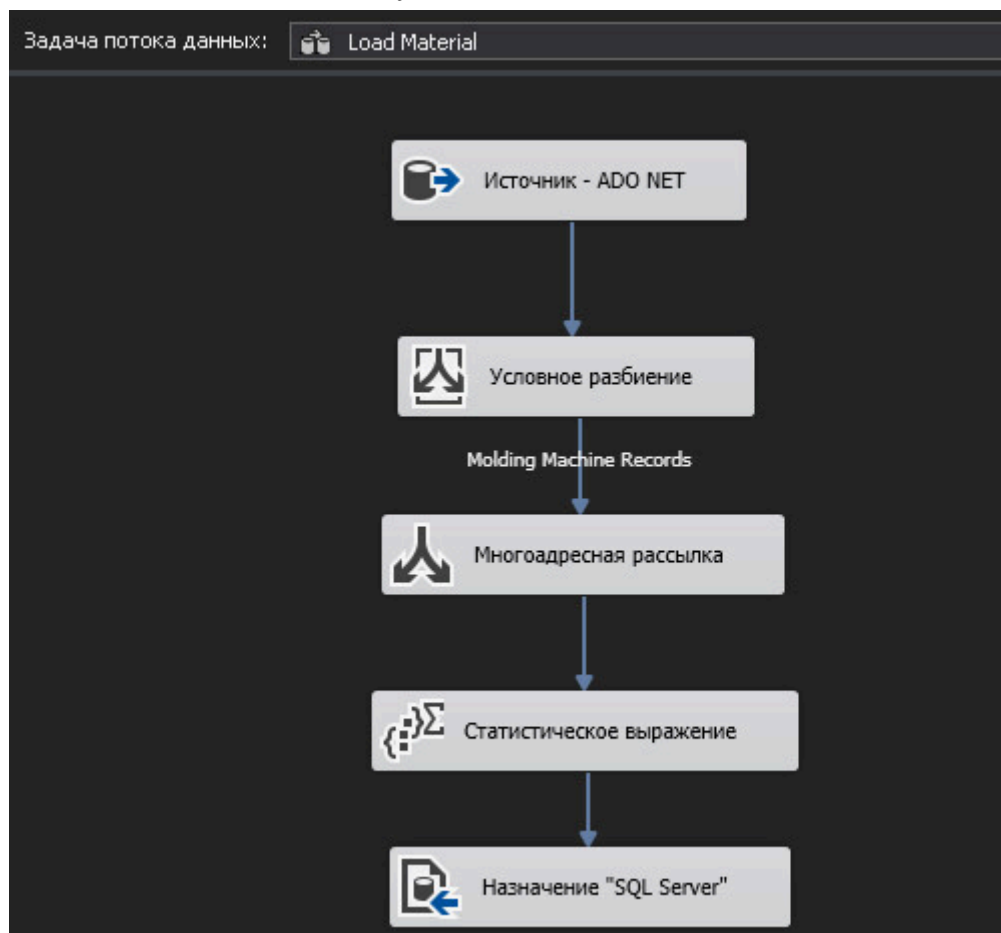 Задача потока данных: Load Material
Источник - ADO NET
Условное разбиение
Molding Machine Records
Многоадресная рассылка
Статистическое выражение
Назначение "SQL Server"